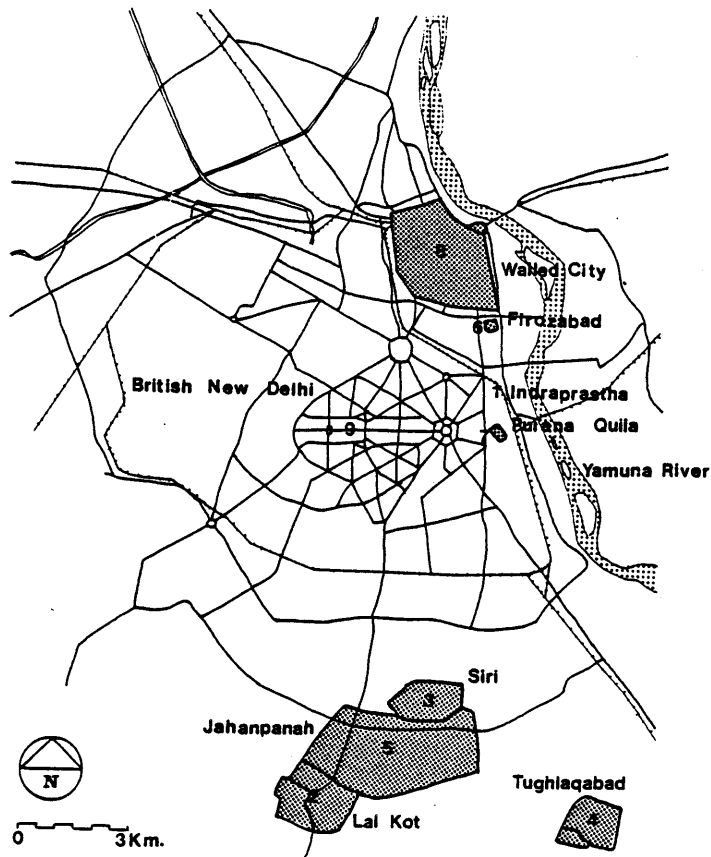 8
Walled City
6 Firozabad
British New Delhi
1 Indraprastha
9
Purana Quila
Yamuna River
Siri
3
Jahanpanah
5
Tughlaqabad
2
Lal Kot
4
N
0 3Km.